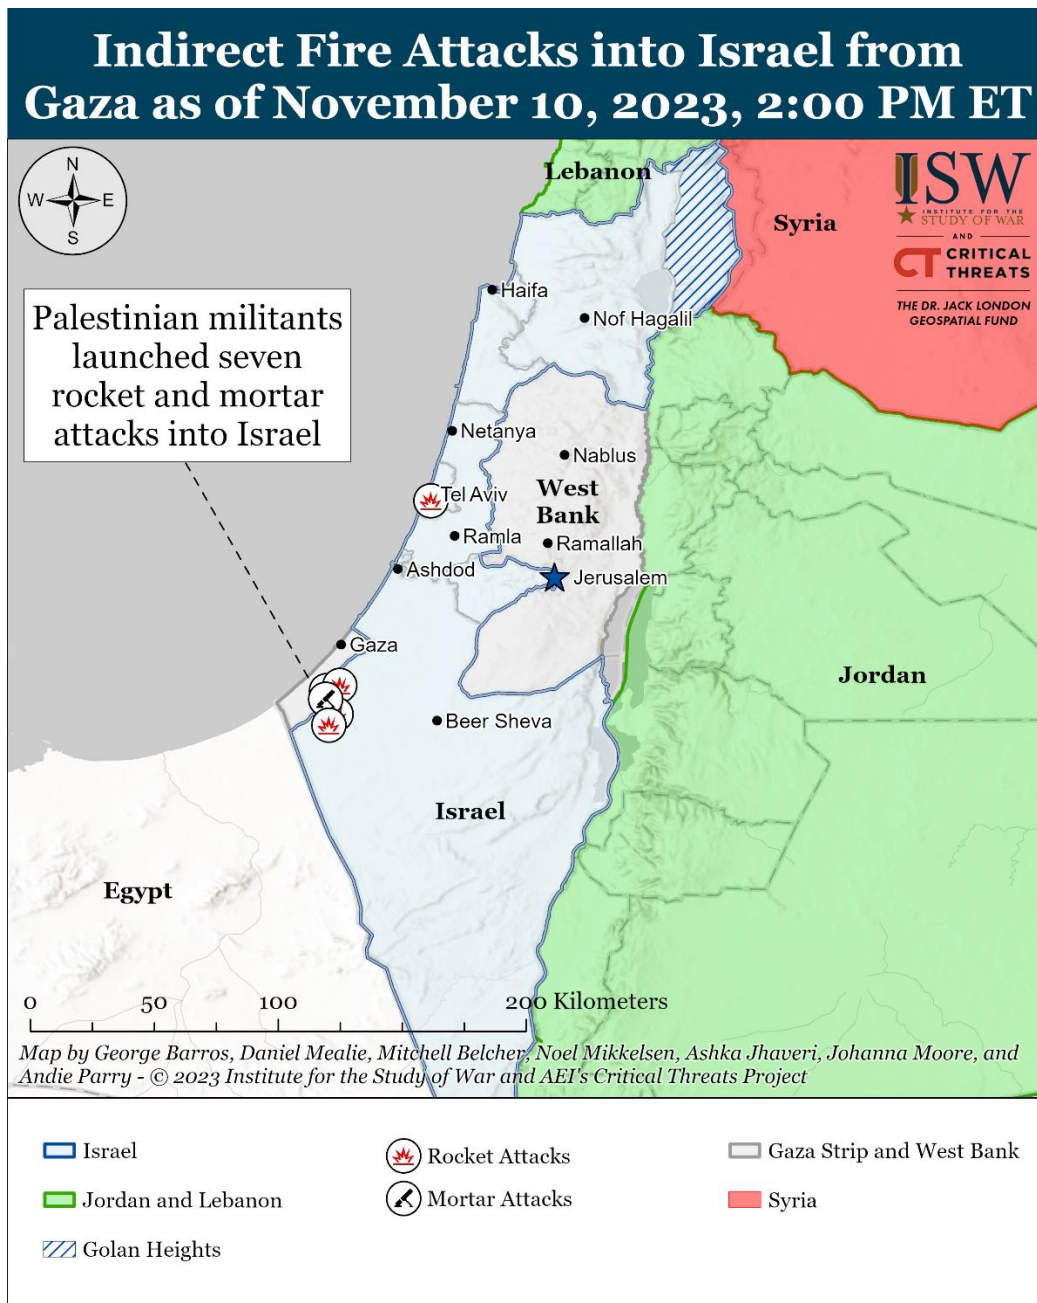 Indirect Fire Attacks into Israel from
Gaza as of November 10, 2023, 2:00 PM ET
N
W
E
S
Lebanon
Syria
ISW
INSTITUTE FOR THE
STUDY OF WAR
AND
CT CRITICAL
THREATS
THE DR. JACK LONDON
GEOSPATIAL FUND
Palestinian militants
launched seven
rocket and mortar
attacks into Israel
Haifa
Nof Hagalil
Netanya
Nablus
Tel Aviv
West
Bank
Ramla
Ramallah
Ashdod
Jerusalem
Gaza
Jordan
Beer Sheva
Israel
Egypt
0 50 100 200 Kilometers
Map by George Barros, Daniel Mealie, Mitchell Belcher, Noel Mikkelsen, Ashka Jhaveri, Johanna Moore, and
Andie Parry - © 2023 Institute for the Study of War and AEI's Critical Threats Project
Israel
Rocket Attacks
Gaza Strip and West Bank
Jordan and Lebanon
Mortar Attacks
Syria
Golan Heights